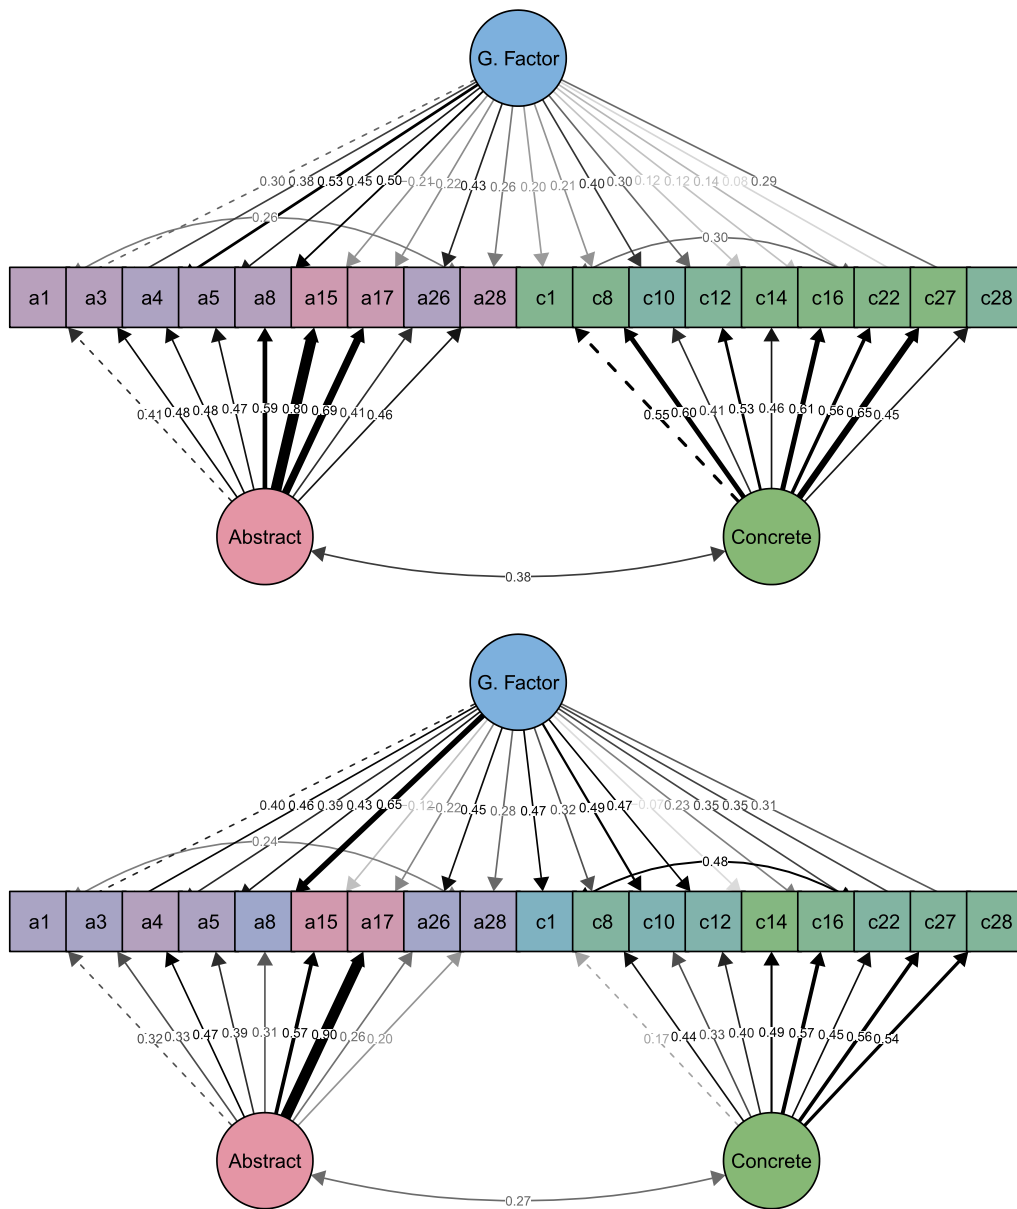 G. Factor
0.30 0.38 0.53 0.45 0.50 -0.21 -0.22 0.43 0.26 0.20 0.21 0.40 0.30 0.12 0.12 0.14 0.08 0.29
0.26 0.30
a1 a3 a4 a5 a8 a15 a17 a26 a28 c1 c8 c10 c12 c14 c16 c22 c27 c28
0.41 0.48 0.48 0.47 0.59 0.80 0.69 0.41 0.46 0.55 0.60 0.41 0.53 0.46 0.61 0.56 0.65 0.45
Abstract Concrete
0.38
G. Factor
0.40 0.46 0.39 0.43 0.65 -0.12 -0.22 0.45 0.28 0.47 0.32 0.49 0.47 -0.07 0.23 0.35 0.35 0.31
0.24 0.48
a1 a3 a4 a5 a8 a15 a17 a26 a28 c1 c8 c10 c12 c14 c16 c22 c27 c28
0.32 0.33 0.47 0.39 0.31 0.57 0.90 0.26 0.20 0.17 0.44 0.33 0.40 0.49 0.57 0.45 0.56 0.54
Abstract Concrete
0.27